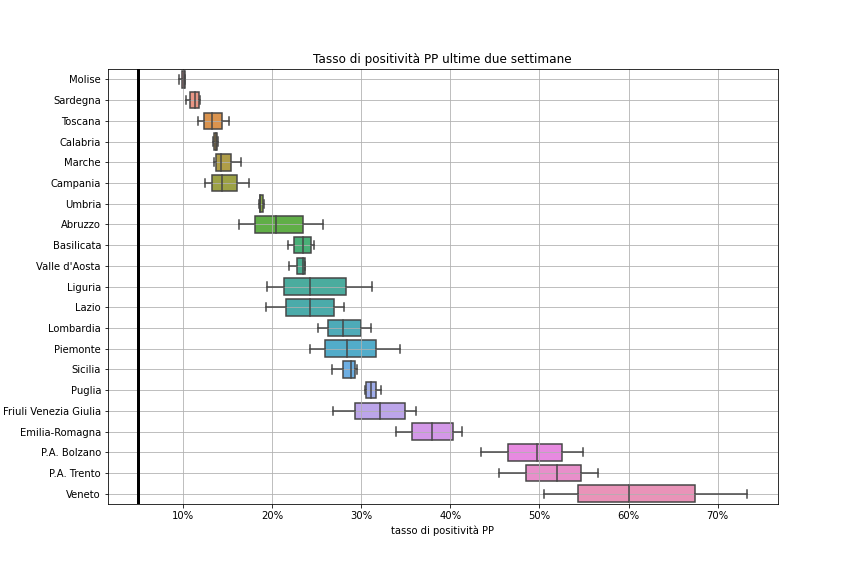 Tasso di positività PP ultime due settimane
Molise
Sardegna
Toscana
Calabria
Marche
Campania
Umbria
Abruzzo
Basilicata
Valle d'Aosta
Liguria
Lazio
Lombardia
Piemonte
Sicilia
Puglia
Friuli Venezia Giulia
Emilia-Romagna
P.A. Bolzano
P.A. Trento
Veneto
10% 20% 30% 40% 50% 60% 70%
tasso di positività PP